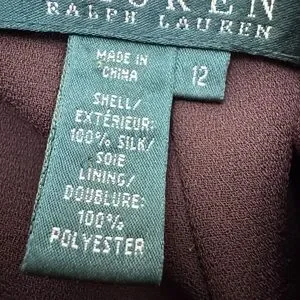 LAUREN
RALPH LAUREN
MADE IN
CHINA
12
SHELL/
EXTÉRIEUR:
100% SILK/
SOIE
LINING/
DOUBLURE:
100%
POLYESTER